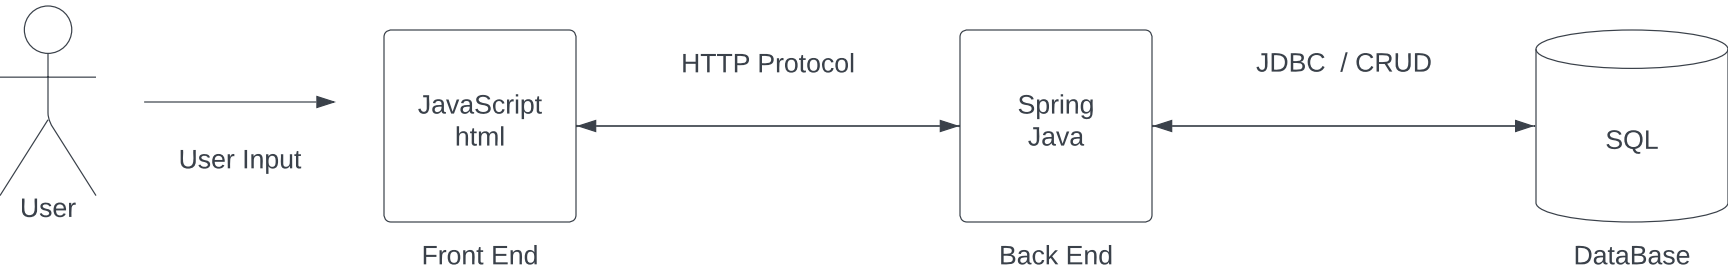 User Input
User
JavaScript
html
Front End
HTTP Protocol
Spring
Java
Back End
JDBC  / CRUD
SQL
DataBase